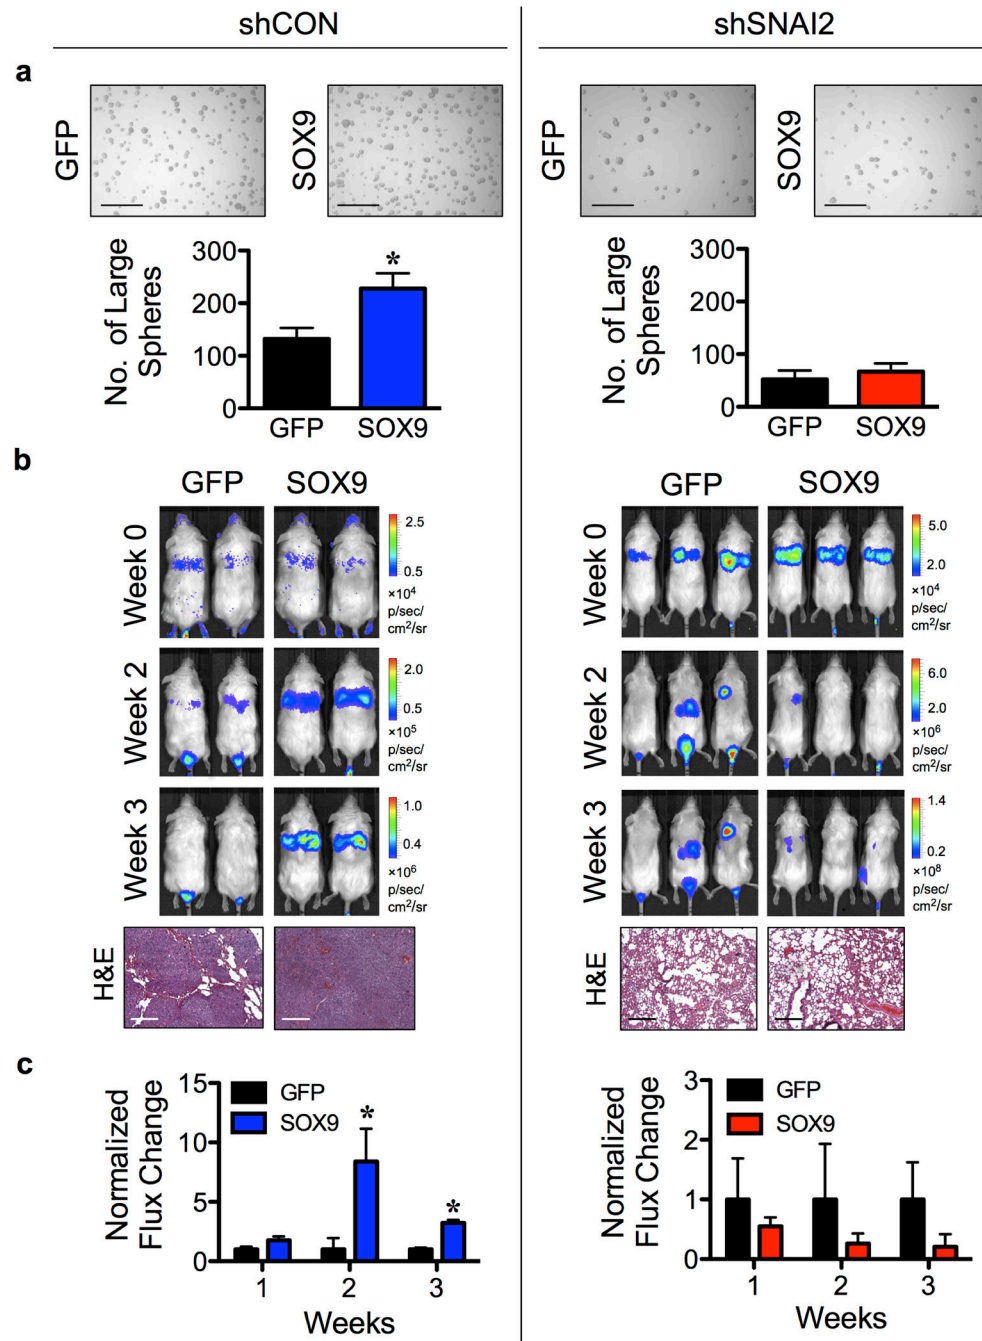 shCON
shSNAI2
a
GFP
SOX9
GFP
SOX9
No. of Large
Spheres
300
200
100
0
*
GFP
SOX9
No. of Large
Spheres
300
200
100
0
GFP
SOX9
b
GFP
SOX9
Week 0
2.5
0.5
×10⁴
p/sec/
cm²/sr
Week 2
2.0
0.5
×10⁵
p/sec/
cm²/sr
Week 3
1.0
0.4
×10⁶
p/sec/
cm²/sr
H&E
GFP
SOX9
Week 0
5.0
1.0
×10⁴
p/sec/
cm²/sr
Week 2
6.0
2.0
×10⁶
p/sec/
cm²/sr
Week 3
1.4
0.2
×10⁸
p/sec/
cm²/sr
H&E
c
Normalized
Flux Change
15
10
5
0
GFP
SOX9
*
*
1
2
3
Weeks
Normalized
Flux Change
3
2
1
0
GFP
SOX9
1
2
3
Weeks